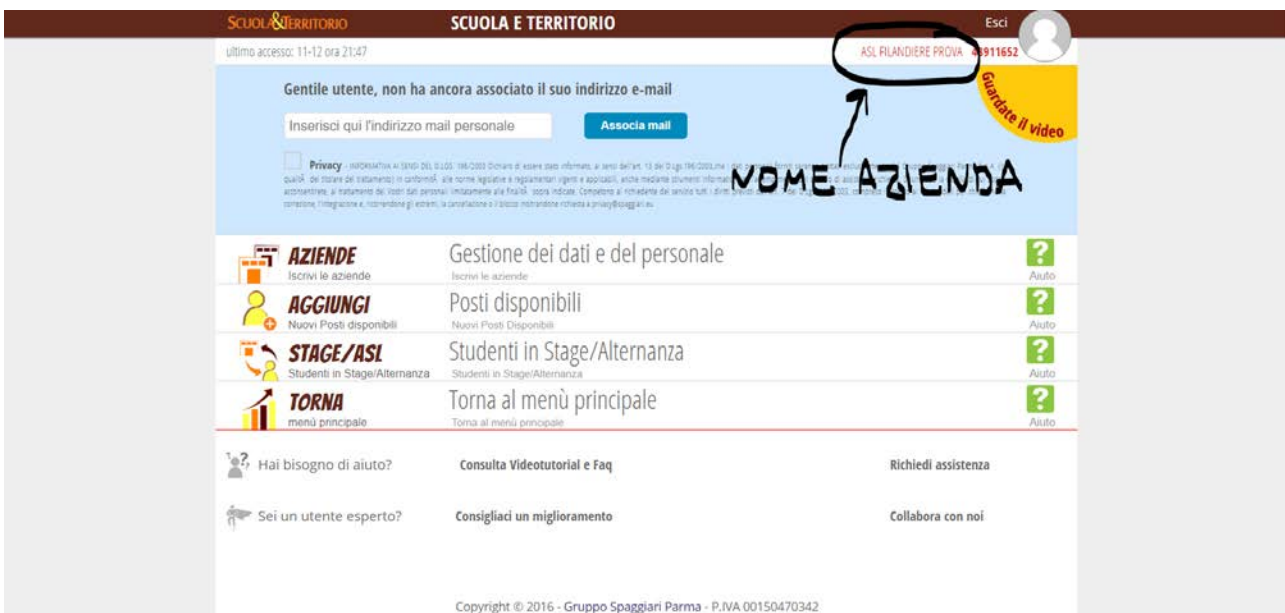 SCUOLA&TERRITORIO
SCUOLA E TERRITORIO
Esci
ultimo accesso: 11-12 ora 21:47
ASL FILANDIERE PROVA 43911652
Gentile utente, non ha ancora associato il suo indirizzo e-mail
Guardate il video
Inserisci qui l'indirizzo mail personale
Associa mail
Privacy
NOME AZIENDA
AZIENDE
Iscrivi le aziende
Gestione dei dati e del personale
Iscrivi le aziende
Aiuto
AGGIUNGI
Nuovi Posti disponibili
Posti disponibili
Nuovi Posti Disponibili
Aiuto
STAGE/ASL
Studenti in Stage/Alternanza
Studenti in Stage/Alternanza
Studenti in Stage/Alternanza
Aiuto
TORNA
menù principale
Torna al menù principale
Torna al menù principale
Aiuto
Hai bisogno di aiuto?
Consulta Videotutorial e Faq
Richiedi assistenza
Sei un utente esperto?
Consigliaci un miglioramento
Collabora con noi
Copyright © 2016 - Gruppo Spaggiari Parma - P.IVA 00150470342